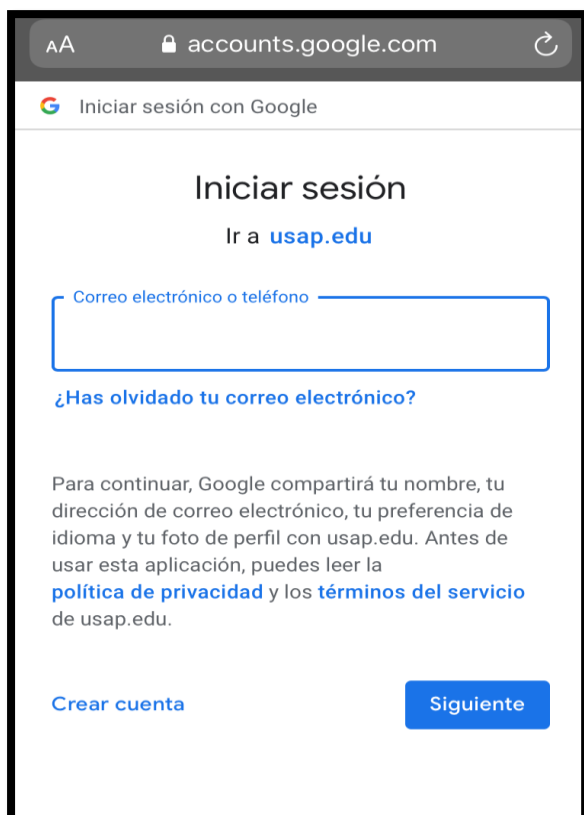 AA accounts.google.com
Iniciar sesión con Google
Iniciar sesión
Ir a usap.edu
Correo electrónico o teléfono
¿Has olvidado tu correo electrónico?
Para continuar, Google compartirá tu nombre, tu
dirección de correo electrónico, tu preferencia de
idioma y tu foto de perfil con usap.edu. Antes de
usar esta aplicación, puedes leer la
política de privacidad y los términos del servicio
de usap.edu.
Crear cuenta Siguiente